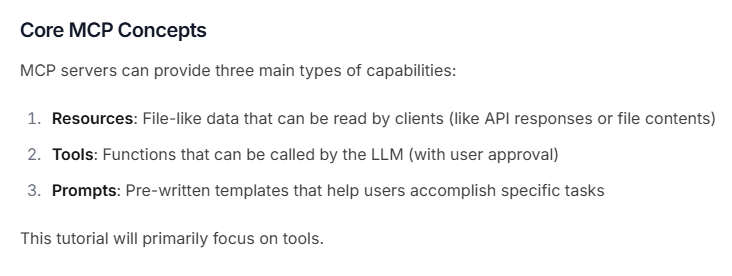 Core MCP Concepts
MCP servers can provide three main types of capabilities:
1. Resources: File-like data that can be read by clients (like API responses or file contents)
2. Tools: Functions that can be called by the LLM (with user approval)
3. Prompts: Pre-written templates that help users accomplish specific tasks
This tutorial will primarily focus on tools.